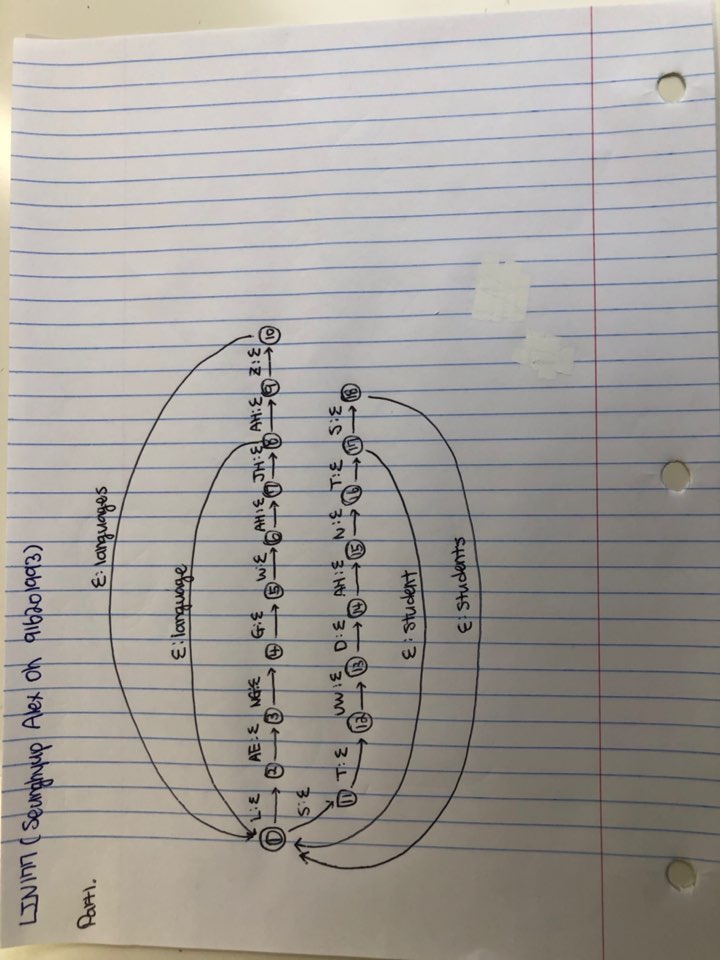 LIN177 (Seunghyup Alex Oh 916201993)
Part1.
ε:languages
ε:language
L:ε AE:ε NG:ε G:ε W:ε AH:ε JH:ε AH:ε Z:ε
1 2 3 4 5 6 7 8 9 10
S:ε
T:ε UW:ε D:ε AH:ε N:ε T:ε S:ε
11 12 13 14 15 16 17 18
ε:student
ε:students